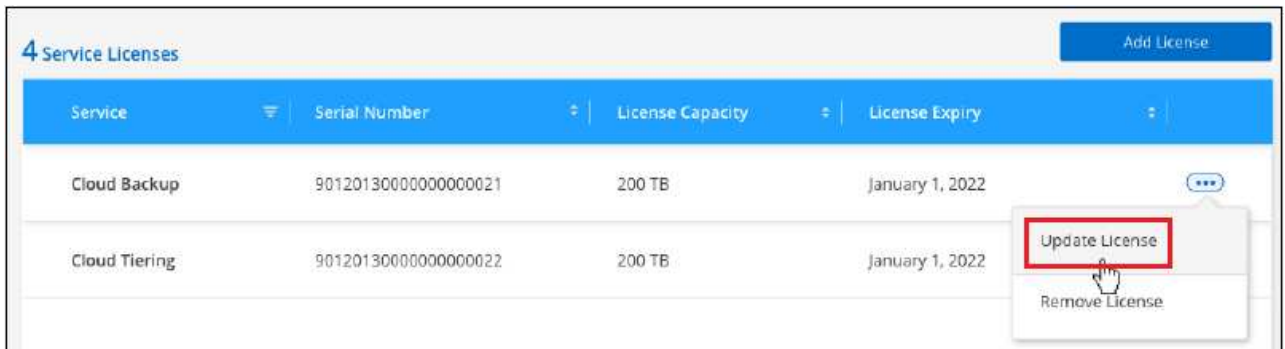 4 Service Licenses
Add License
Service Serial Number License Capacity License Expiry
Cloud Backup 90120130000000000021 200 TB January 1, 2022
Update License
Cloud Tiering 90120130000000000022 200 TB January 1, 2022
Remove License